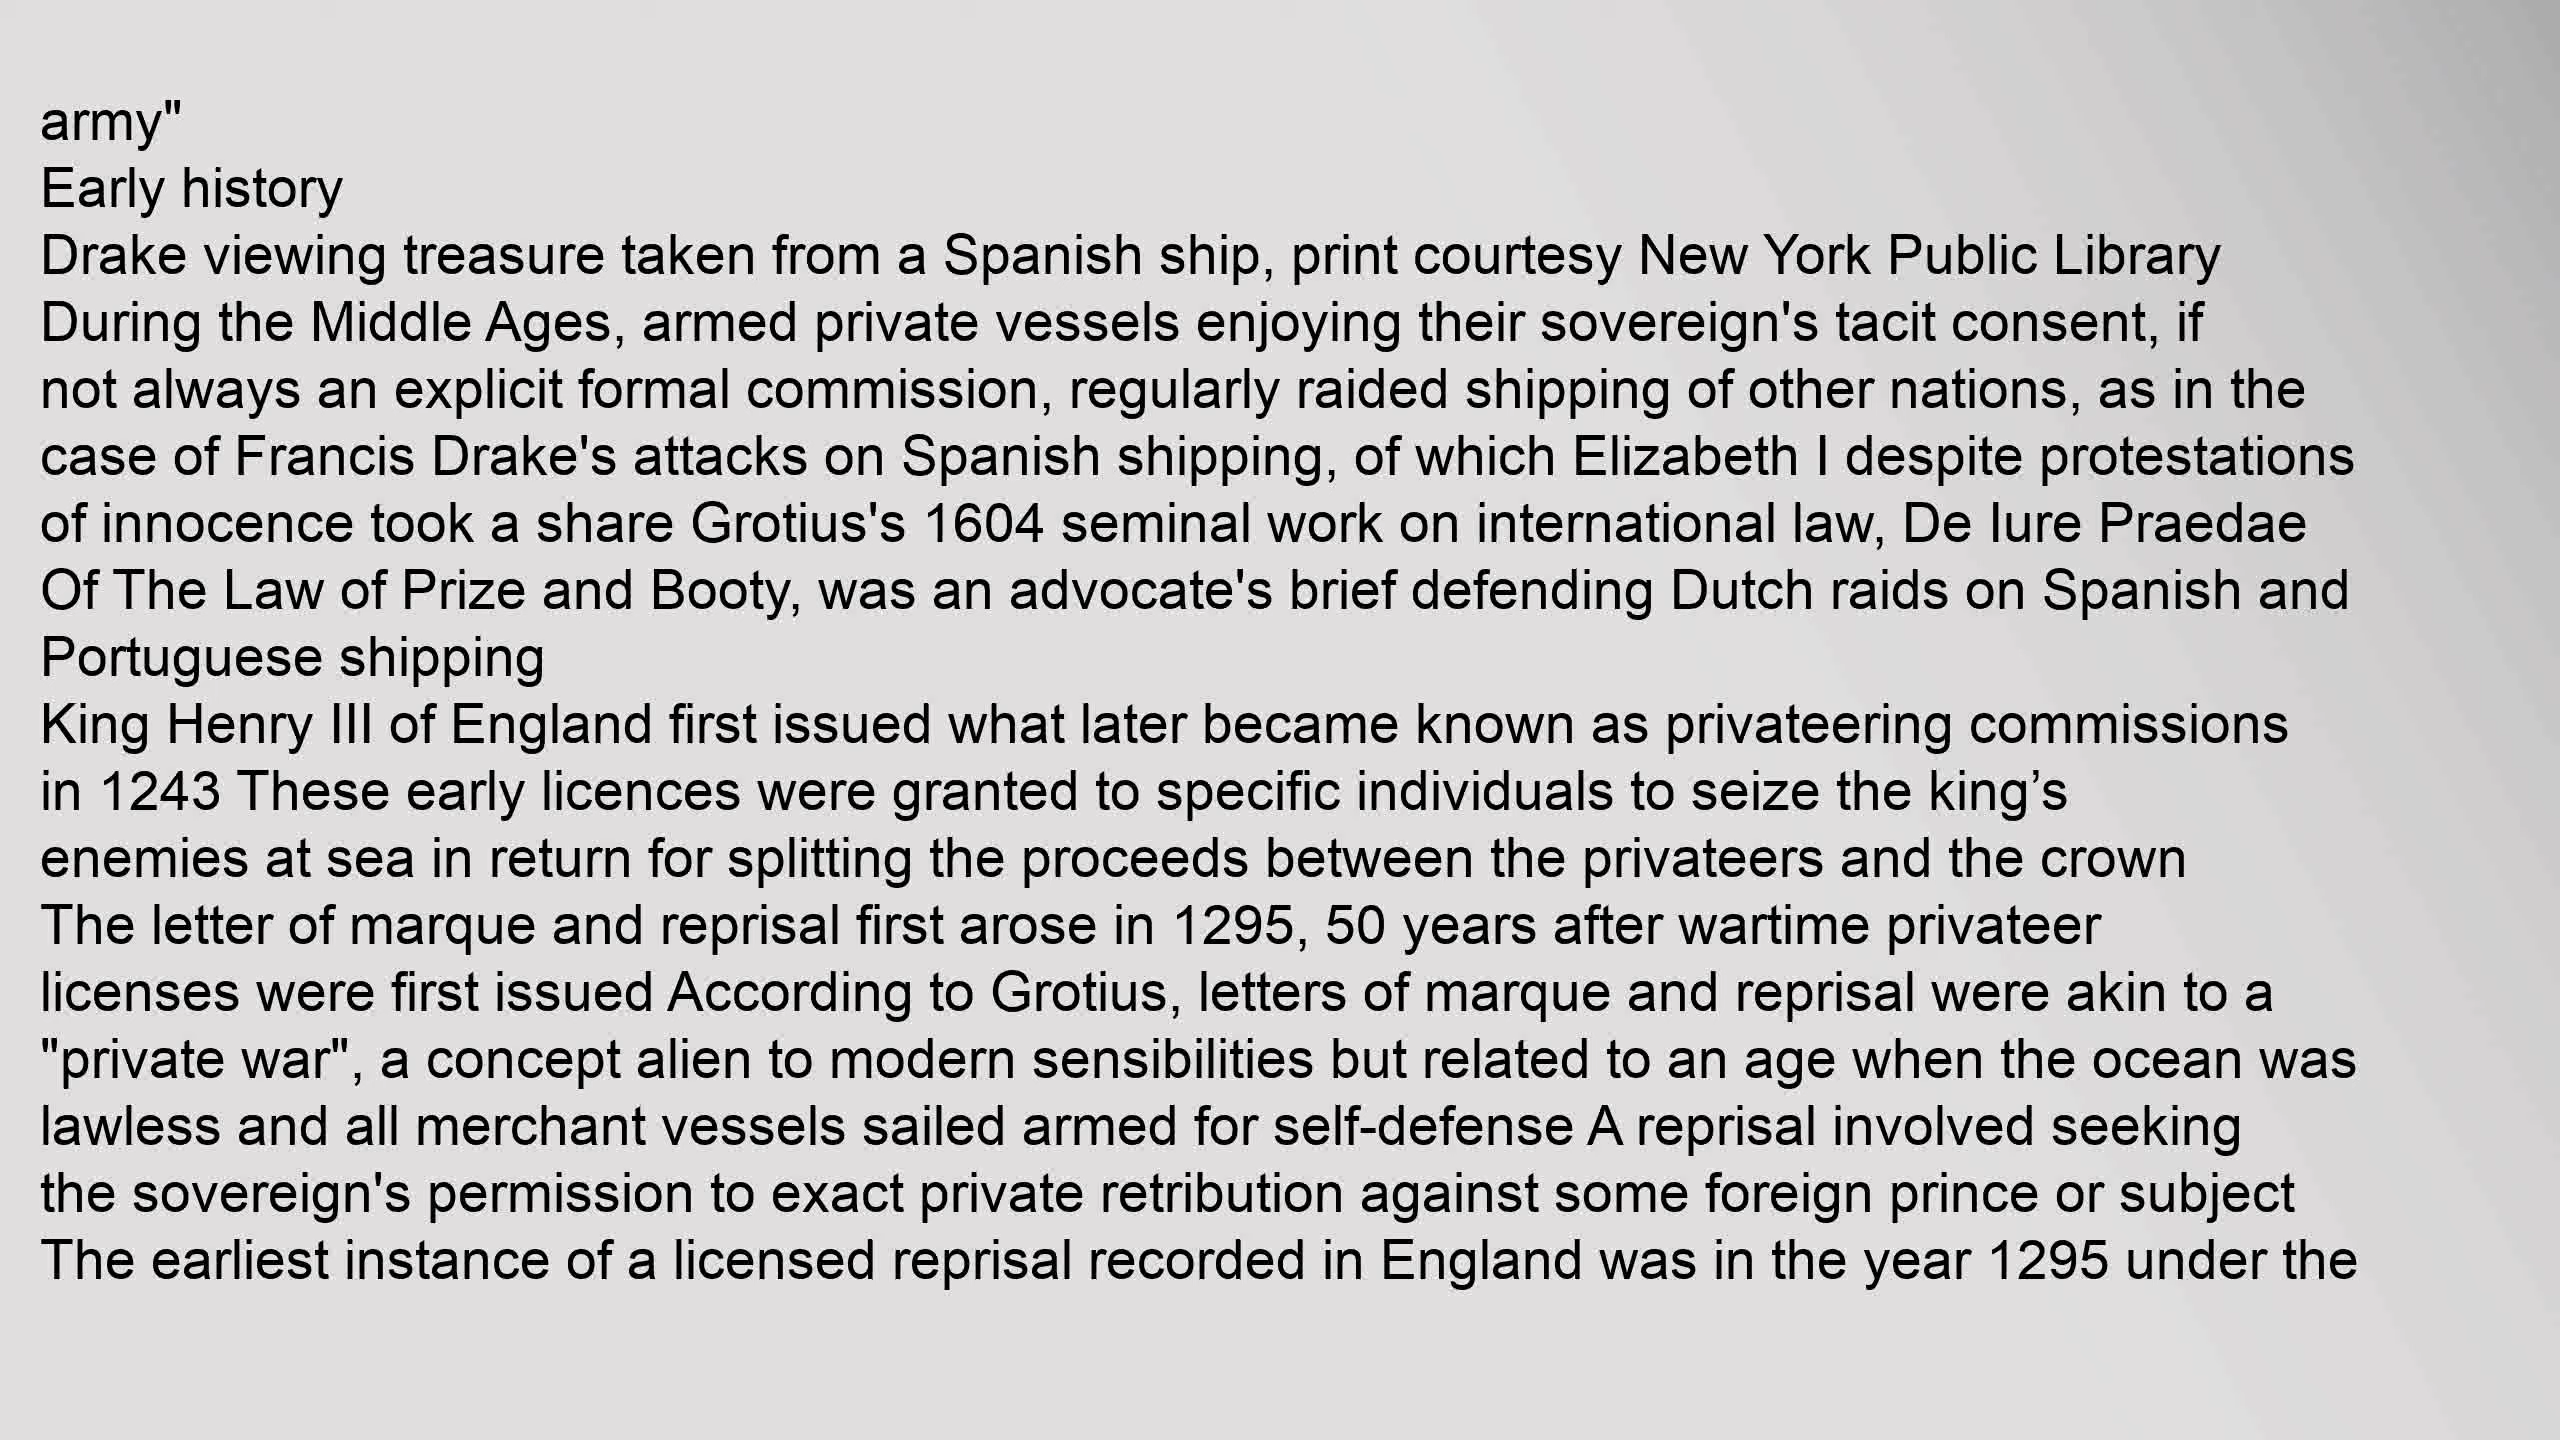 army"
Early history
Drake viewing treasure taken from a Spanish ship, print courtesy New York Public Library
During the Middle Ages, armed private vessels enjoying their sovereign's tacit consent, if
not always an explicit formal commission, regularly raided shipping of other nations, as in the
case of Francis Drake's attacks on Spanish shipping, of which Elizabeth I despite protestations
of innocence took a share Grotius's 1604 seminal work on international law, De Iure Praedae
Of The Law of Prize and Booty, was an advocate's brief defending Dutch raids on Spanish and
Portuguese shipping
King Henry III of England first issued what later became known as privateering commissions
in 1243 These early licences were granted to specific individuals to seize the king’s
enemies at sea in return for splitting the proceeds between the privateers and the crown
The letter of marque and reprisal first arose in 1295, 50 years after wartime privateer
licenses were first issued According to Grotius, letters of marque and reprisal were akin to a
"private war", a concept alien to modern sensibilities but related to an age when the ocean was
lawless and all merchant vessels sailed armed for self-defense A reprisal involved seeking
the sovereign's permission to exact private retribution against some foreign prince or subject
The earliest instance of a licensed reprisal recorded in England was in the year 1295 under the